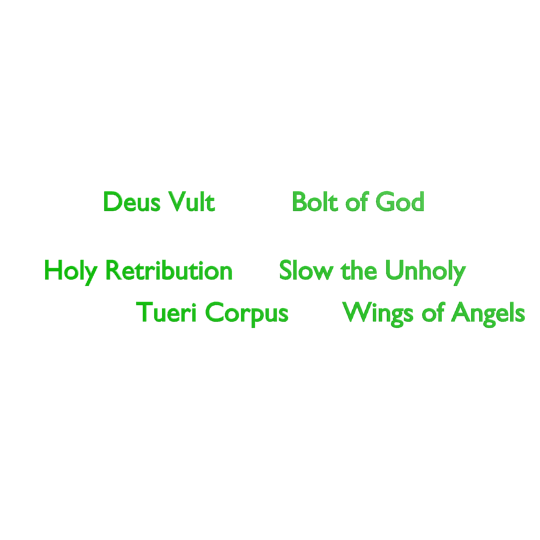 Deus Vult Bolt of God
Holy Retribution Slow the Unholy
Tueri Corpus Wings of Angels